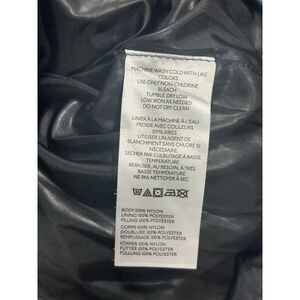 MACHINE WASH COLD WITH LIKE
COLORS
USE ONLY NON-CHLORINE
BLEACH
TUMBLE DRY LOW
LOW IRON AS NEEDED
DO NOT DRY CLEAN
LAVER À LA MACHINE À L'EAU
FROIDE AVEC COULEURS
SIMILAIRES
UTILISER UN AGENT DE
BLANCHIMENT SANS CHLORE SI
NÉCESSAIRE
SÉCHER PAR CULBUTAGE À BASSE
TEMPÉRATURE
REPASSER, AU BESOIN, À TRÈS
BASSE TEMPÉRATURE
NE PAS NETTOYER À SEC
BODY 100% NYLON
LINING 100% POLYESTER
FILLING 100% POLYESTER
CORPS 100% NYLON
DOUBLURE 100% POLYESTER
REMPLISSAGE 100% POLYESTER
KÖRPER 100% NYLON
FUTTER 100% POLYESTER
FÜLLUNG 100% POLYESTER